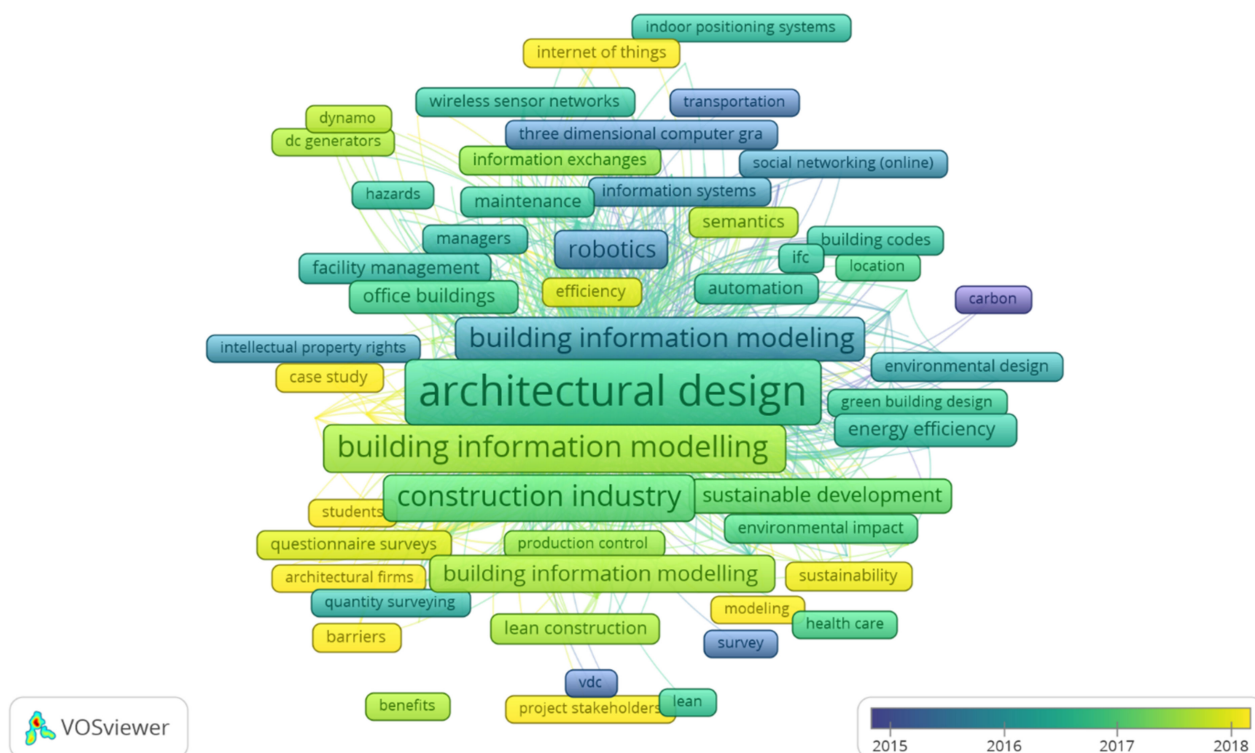 indoor positioning systems
internet of things
wireless sensor networks
transportation
dynamo
dc generators
three dimensional computer gra
information exchanges
social networking (online)
hazards
maintenance
information systems
semantics
managers
robotics
building codes
ifc
location
facility management
office buildings
efficiency
automation
carbon
building information modeling
intellectual property rights
case study
environmental design
architectural design
green building design
energy efficiency
building information modelling
construction industry
sustainable development
students
environmental impact
questionnaire surveys
production control
architectural firms
building information modelling
sustainability
quantity surveying
modeling
health care
barriers
lean construction
survey
vdc
benefits
project stakeholders
lean
VOSviewer
2015 2016 2017 2018